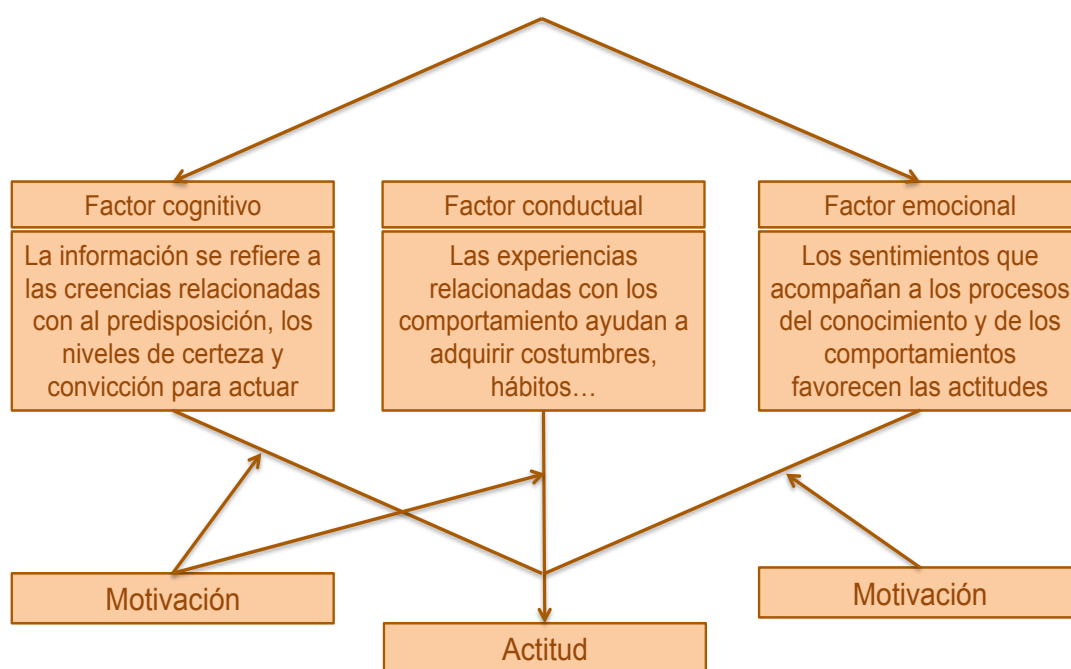 Factor cognitivo
La información se refiere a
las creencias relacionadas
con al predisposición, los
niveles de certeza y
convicción para actuar
Factor conductual
Las experiencias
relacionadas con los
comportamiento ayudan a
adquirir costumbres,
hábitos…
Factor emocional
Los sentimientos que
acompañan a los procesos
del conocimiento y de los
comportamientos
favorecen las actitudes
Motivación
Actitud
Motivación